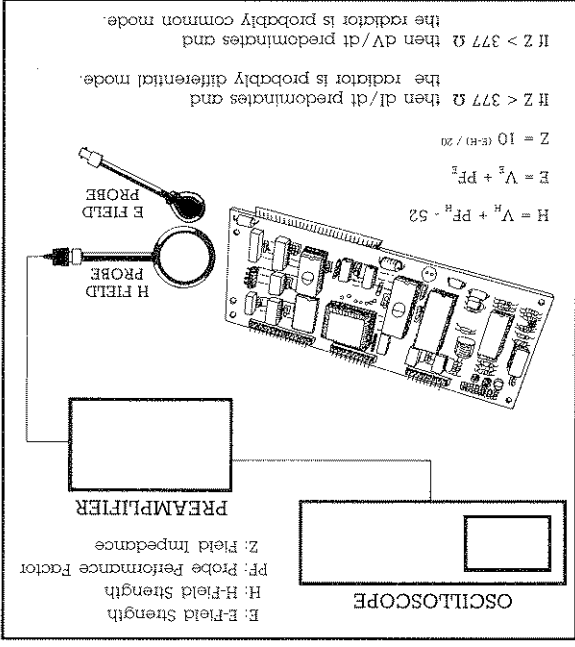 OSCILLOSCOPE
E: E-Field Strength
H: H-Field Strength
PF: Probe Performance Factor
Z: Field Impedance
PREAMPLIFIER
H FIELD
PROBE
E FIELD
PROBE
H = V_H + PF_H - 52
E = V_E + PF_E
Z = 10 (E-H) / 20
If Z < 377 Ω then dI/dt predominates and
the radiator is probably differential mode.
If Z > 377 Ω then dV/dt predominates and
the radiator is probably common mode.